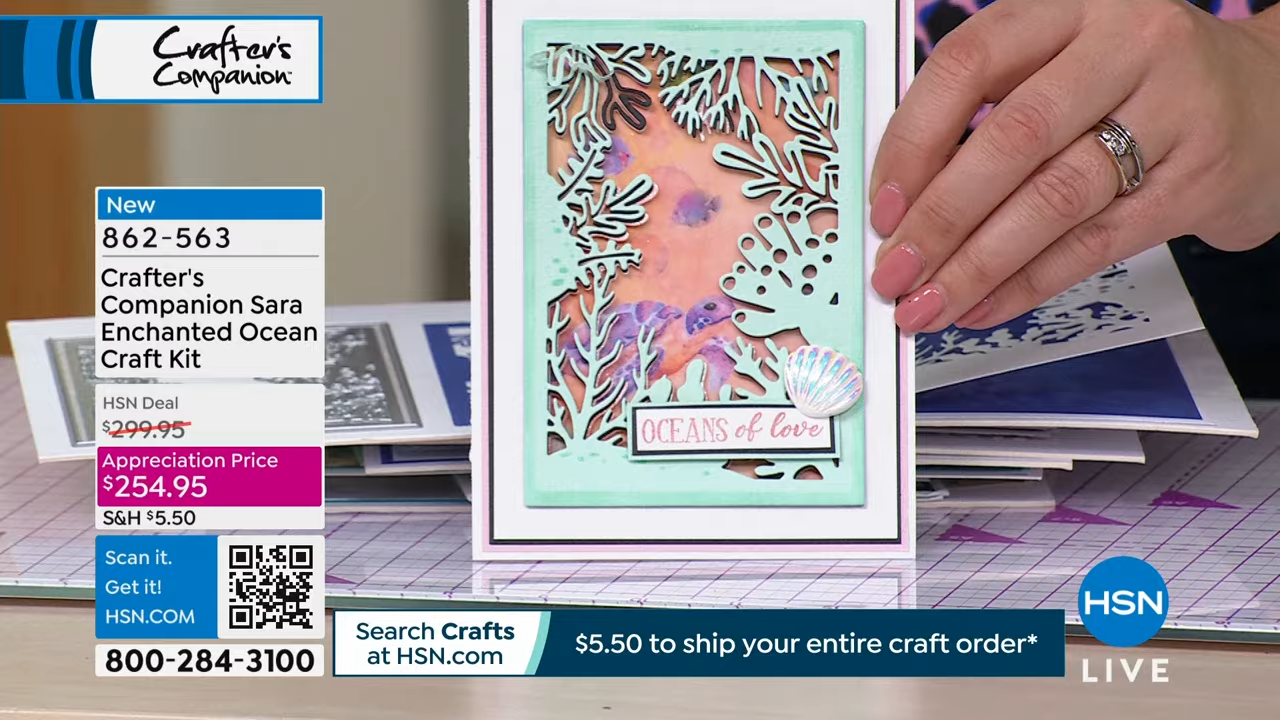 Crafter's
Companion
New
862-563
Crafter's
Companion Sara
Enchanted Ocean
Craft Kit
HSN Deal
$299.95
Appreciation Price
$254.95
S&H $5.50
Scan it.
Get it!
HSN.COM
800-284-3100
OCEANS of love
Search Crafts
at HSN.com
$5.50 to ship your entire craft order*
HSN
LIVE